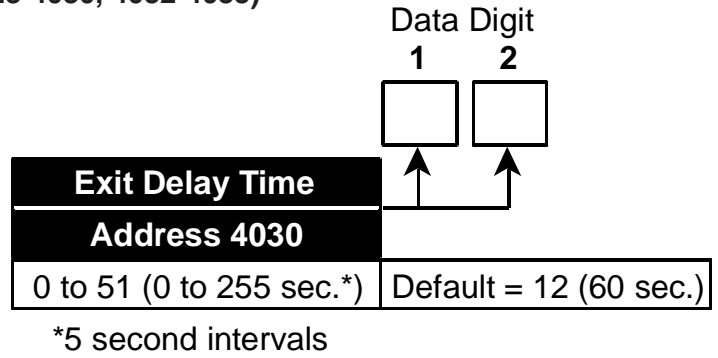 Data Digit
1 2
Exit Delay Time
Address 4030
0 to 51 (0 to 255 sec.*) Default = 12 (60 sec.)
*5 second intervals